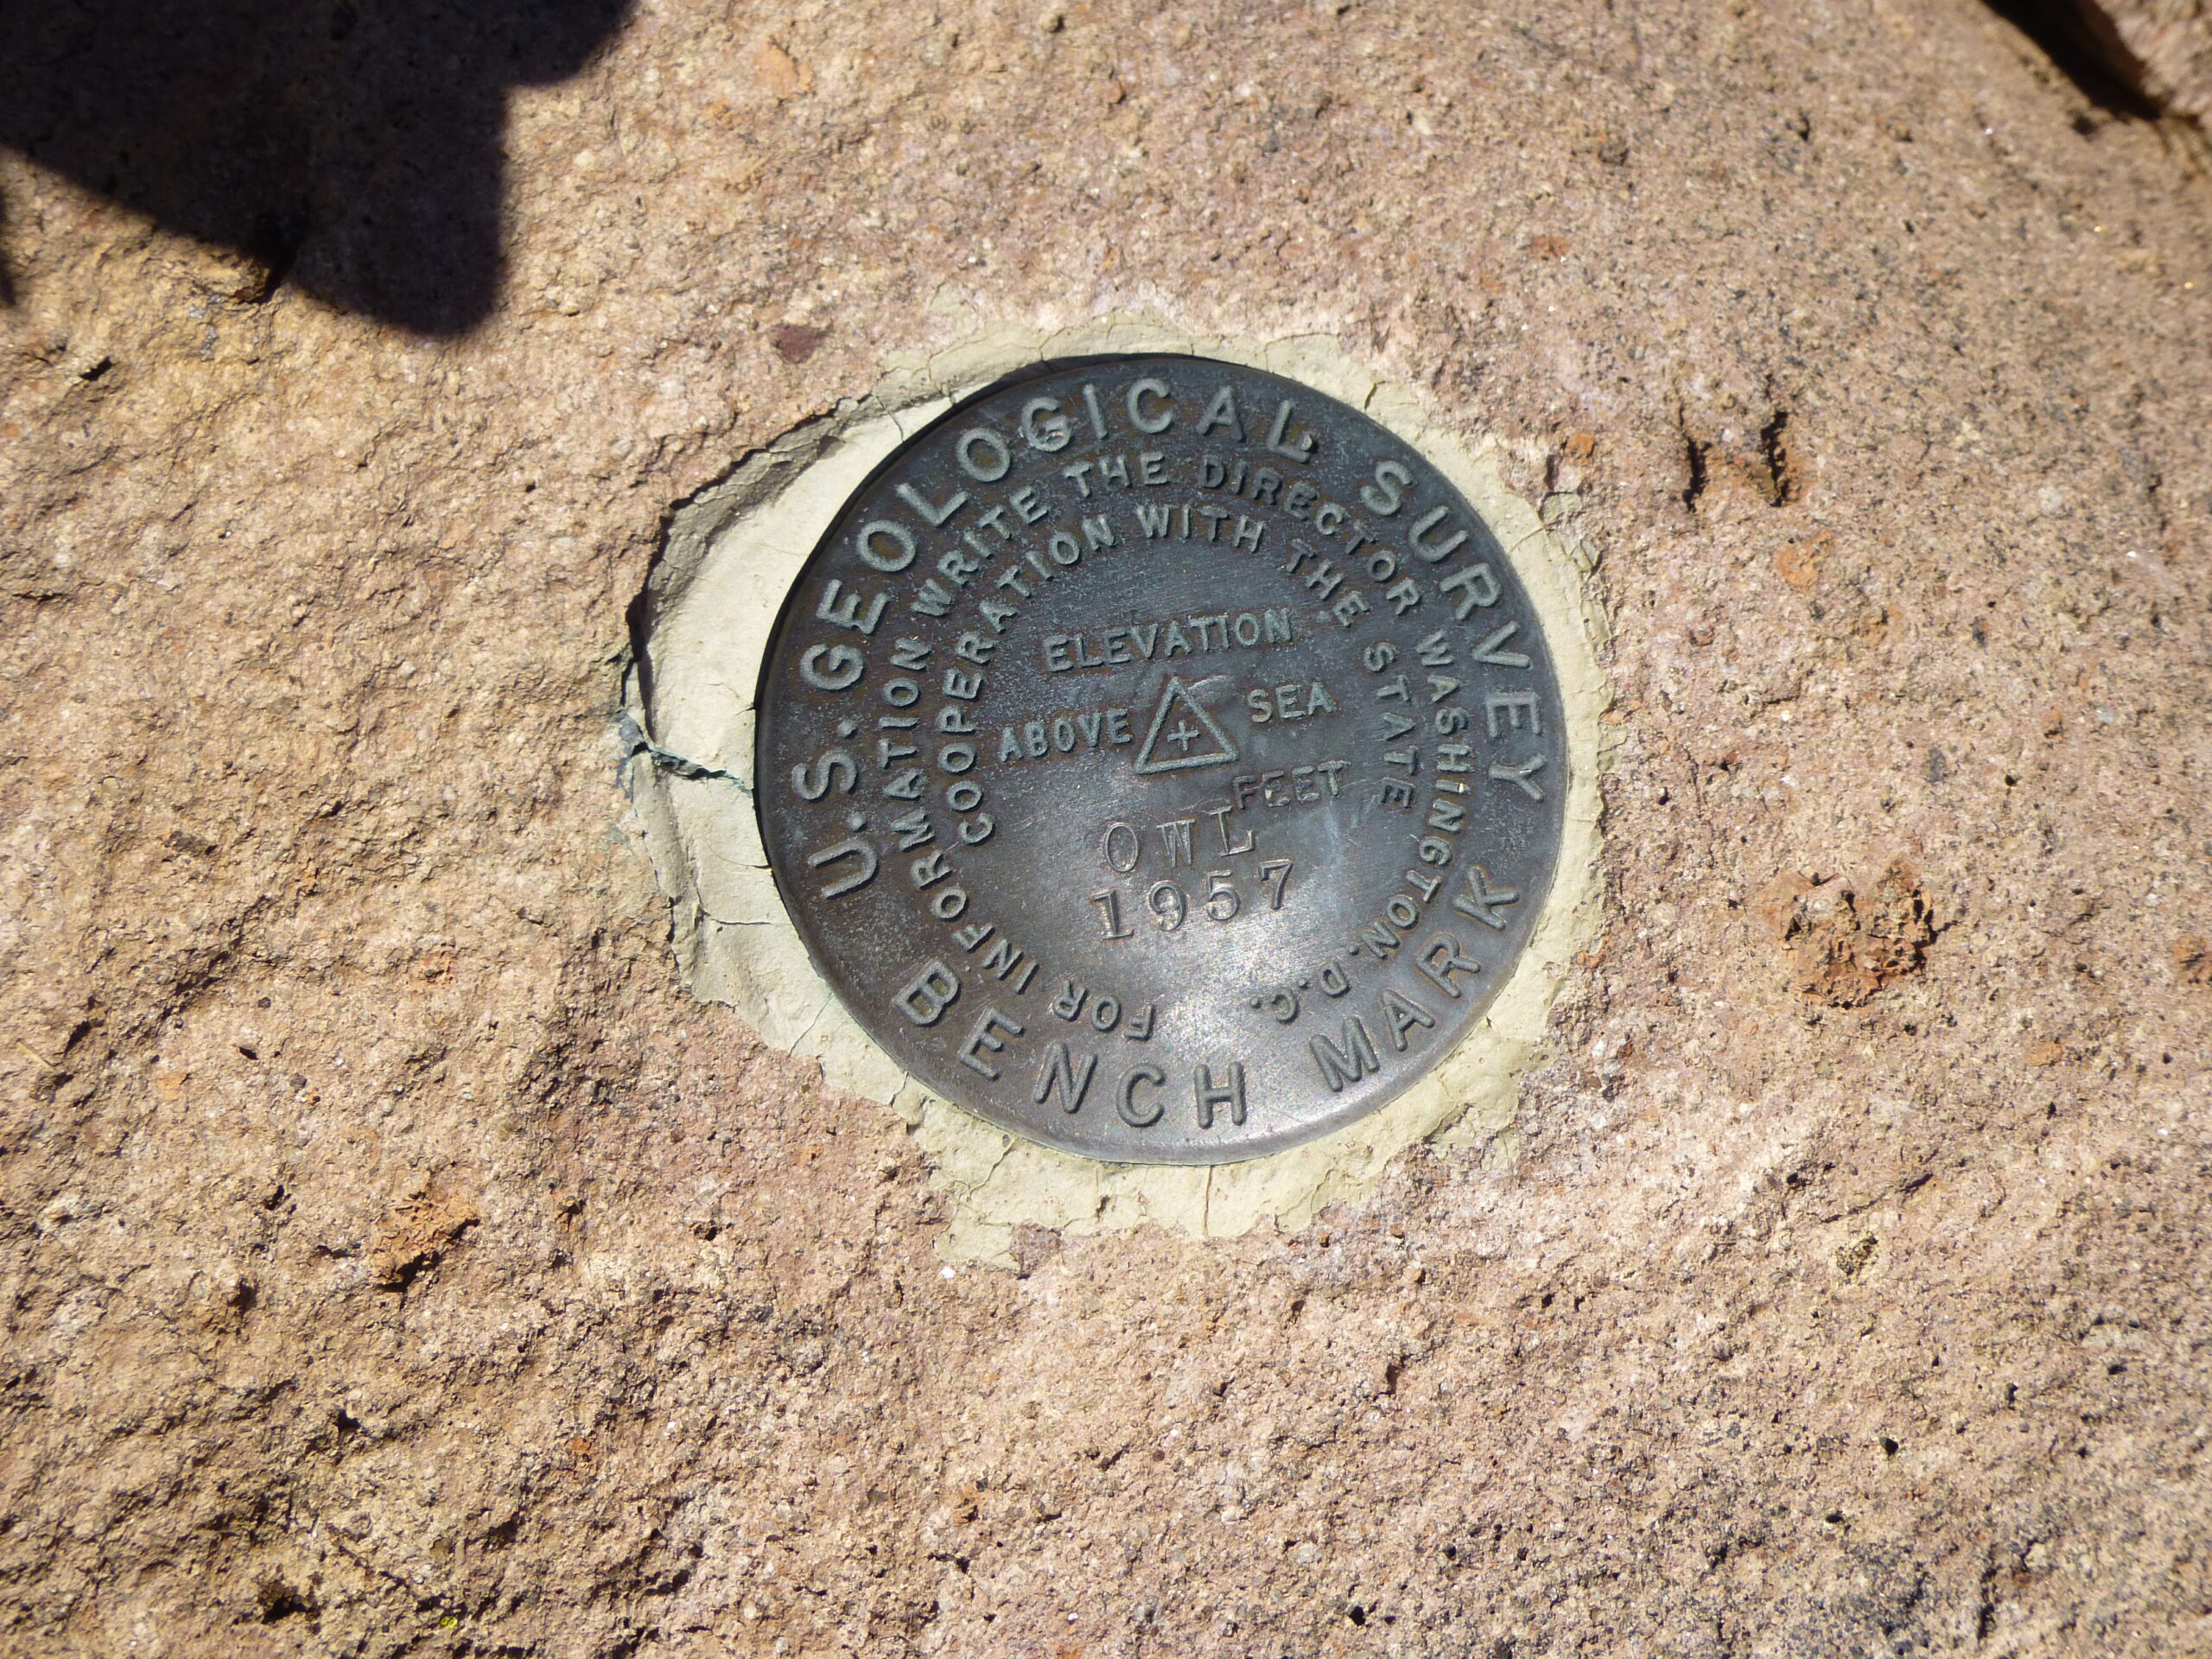 U.S. GEOLOGICAL SURVEY
FOR INFORMATION WRITE THE DIRECTOR WASHINGTON. D.C.
COOPERATION WITH THE STATE
ELEVATION
ABOVE SEA
FEET
OWL
1957
BENCH MARK